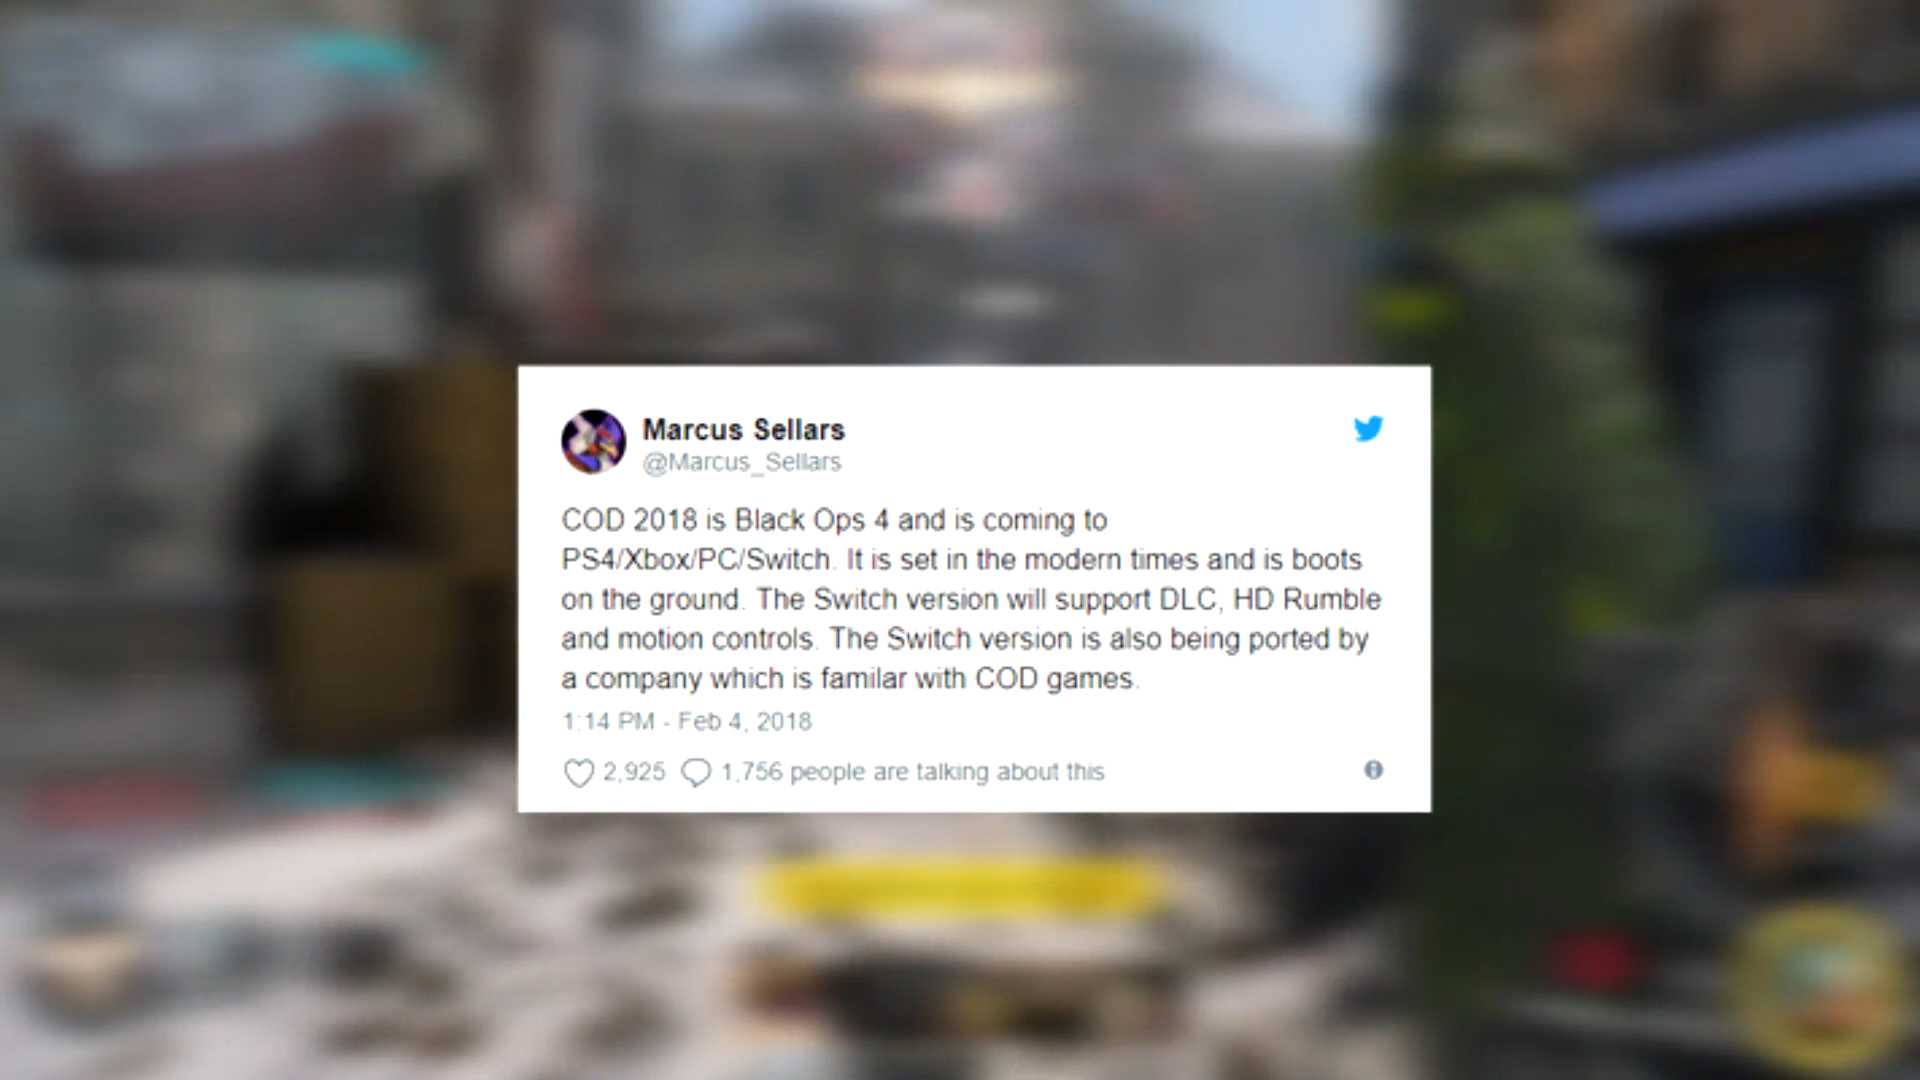 Marcus Sellars
@Marcus_Sellars
COD 2018 is Black Ops 4 and is coming to
PS4/Xbox/PC/Switch. It is set in the modern times and is boots
on the ground. The Switch version will support DLC, HD Rumble
and motion controls. The Switch version is also being ported by
a company which is familar with COD games.
1:14 PM - Feb 4, 2018
2,925 1,756 people are talking about this